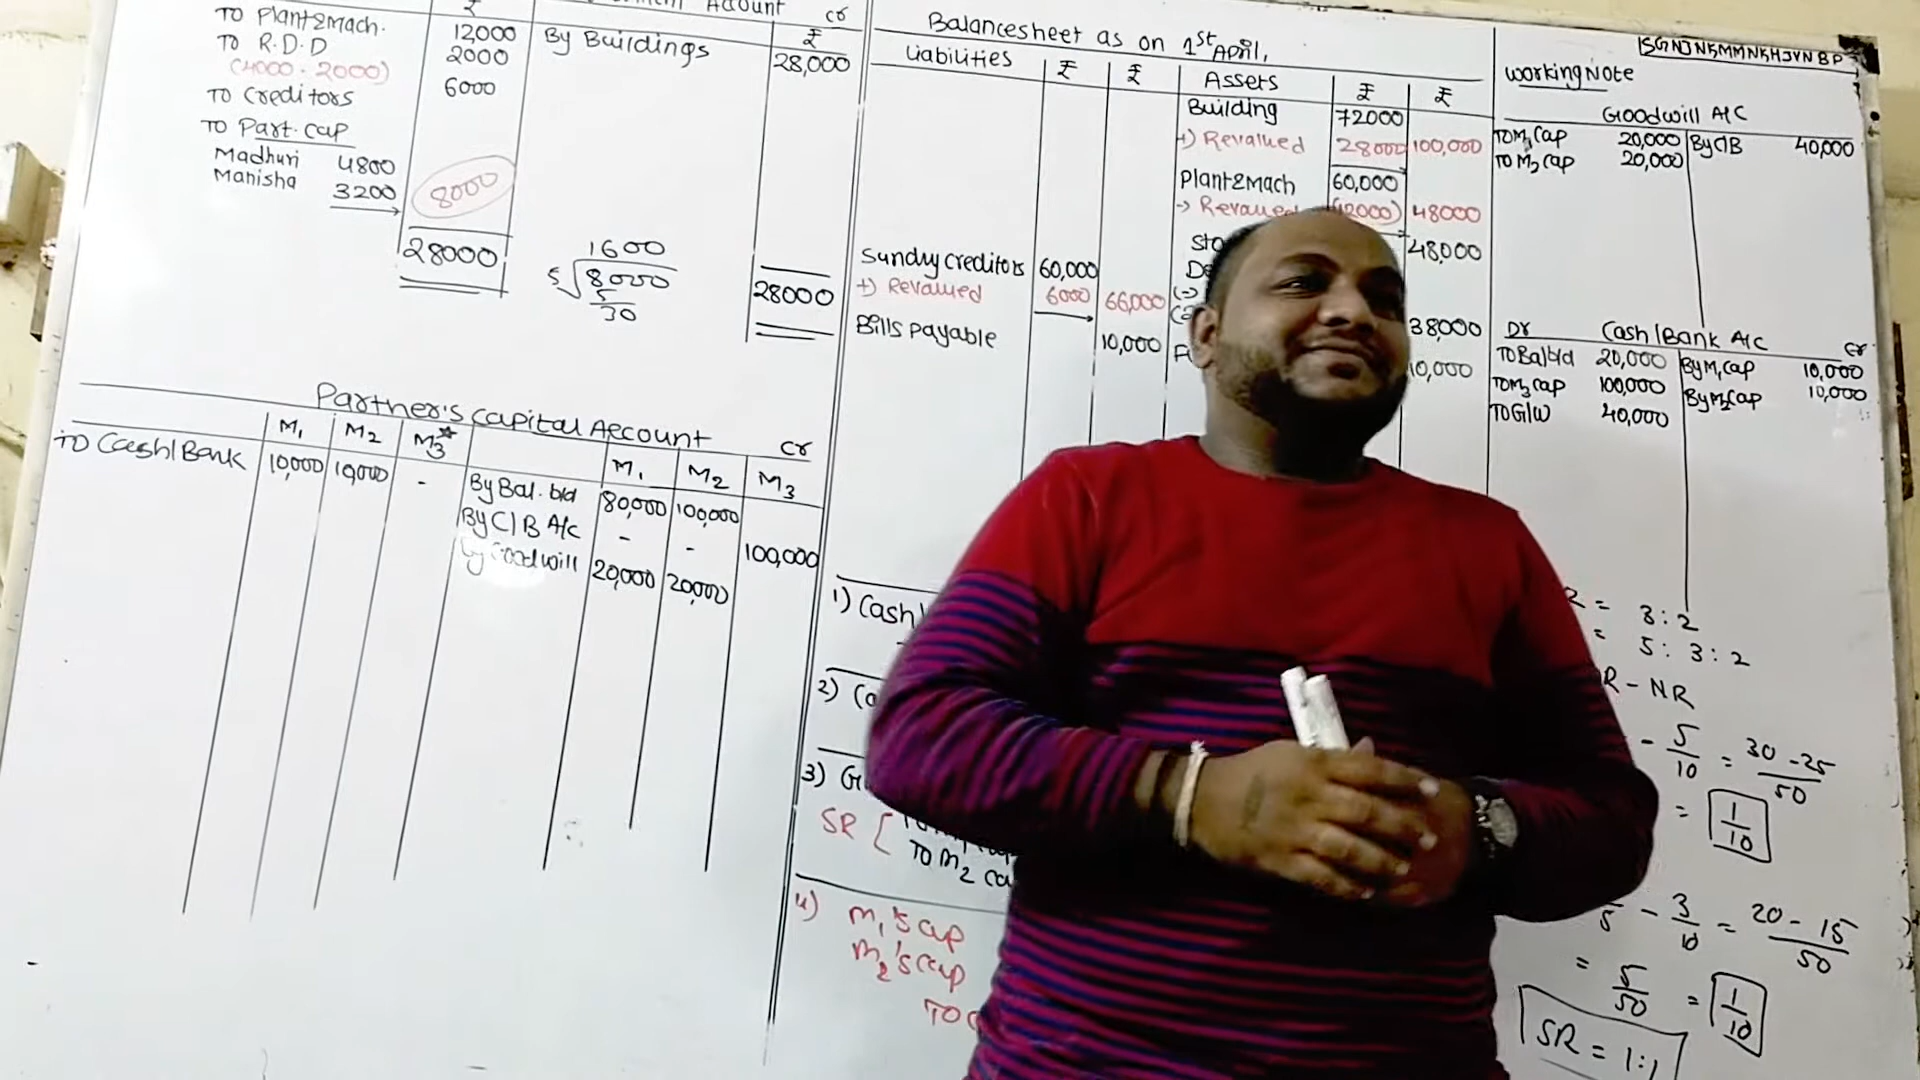 Account cr
₹ ₹
To Plant&Mach. 12,000 By Buildings 28,000
To R.D.D 2000
(4000-2000)
To Creditors 6000
To Part. cap
Madhuri 4800
Manisha 3200 8000
28000 28000
1600
5 8000
5
30
Partner's Capital Account cr
M1 M2 M3* M1 M2 M3
To Cash/Bank 10,000 10,000 - By Bal. b/d 80,000 100,000
By C/B A/c - - 100,000
By Goodwill 20,000 20,000
Balancesheet as on 1st April,
Liabilities ₹ ₹ Assets ₹ ₹
Building 72000
+) Revalued 28000 100,000
Plant&Mach 60,000
-) Revalued (12000) 48000
48,000
Sundry creditors 60,000
+) Revalued 6000 66,000
38,000
Bills Payable 10,000
10,000
1) Cash
2)
3)
SR [
To M2 ca
4) M1's cap
M2's cap
To
SGNJNKMMNKHJYNBP
Working Note
Goodwill A/C
To M1 Cap 20,000 By C/B 40,000
To M2 Cap 20,000
Dr Cash/Bank A/C cr
To Bal b/d 20,000 By M1 Cap 10,000
To M3 cap 100,000 By M2 Cap 10,000
To G/W 40,000
R = 3:2
= 5:3:2
R - NR
- 5/10 = 30-25/50
= 1/10
- 3/10 = 20-15/50
= 5/50 = 1/10
SR = 1:1